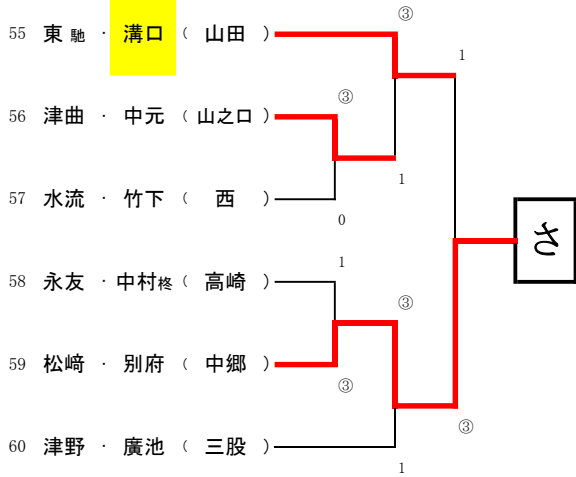 ③
55 東 馳 ・ 溝口 ( 山田 )
1
③
56 津曲 ・ 中元 ( 山之口 )
1
57 水流 ・ 竹下 ( 西 )
0
さ
1
58 永友 ・ 中村柊 ( 高崎 )
③
59 松﨑 ・ 別府 ( 中郷 )
③
③
60 津野 ・ 廣池 ( 三股 )
1